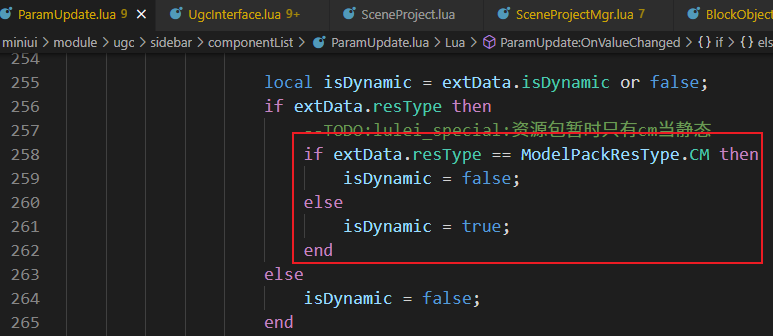 ParamUpdate.lua 9 × UgcInterface.lua 9+ SceneProject.lua SceneProjectMgr.lua 7 BlockObject
miniui > module > ugc > sidebar > componentList > ParamUpdate.lua > Lua > ParamUpdate:OnValueChanged > {} if > {} els
254
255 local isDynamic = extData.isDynamic or false;
256 if extData.resType then
257 --TODO:lulei_special:资源包暂时只有cm当静态
258 if extData.resType == ModelPackResType.CM then
259 isDynamic = false;
260 else
261 isDynamic = true;
262 end
263 else
264 isDynamic = false;
265 end